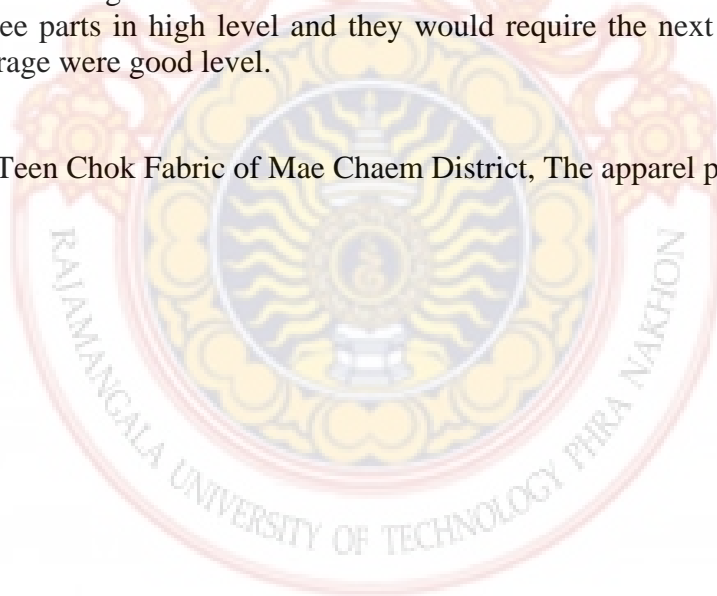 ee parts in high level and they would require the next
rage were good level.
Teen Chok Fabric of Mae Chaem District, The apparel p
RAJAMANGALA UNIVERSITY OF TECHNOLOGY PHRA NAKHON